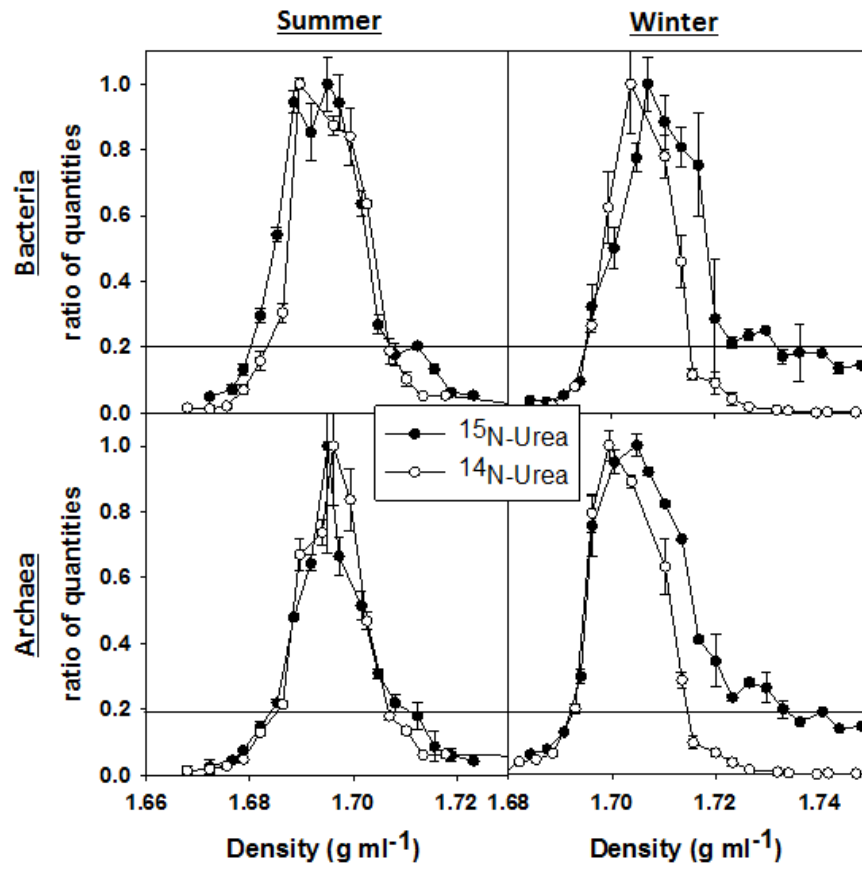 Summer Winter
Bacteria
ratio of quantities
1.0
0.8
0.6
0.4
0.2
0.0
15N-Urea
14N-Urea
Archaea
ratio of quantities
1.0
0.8
0.6
0.4
0.2
0.0
1.66 1.68 1.70 1.72 1.68 1.70 1.72 1.74
Density (g ml-1) Density (g ml-1)